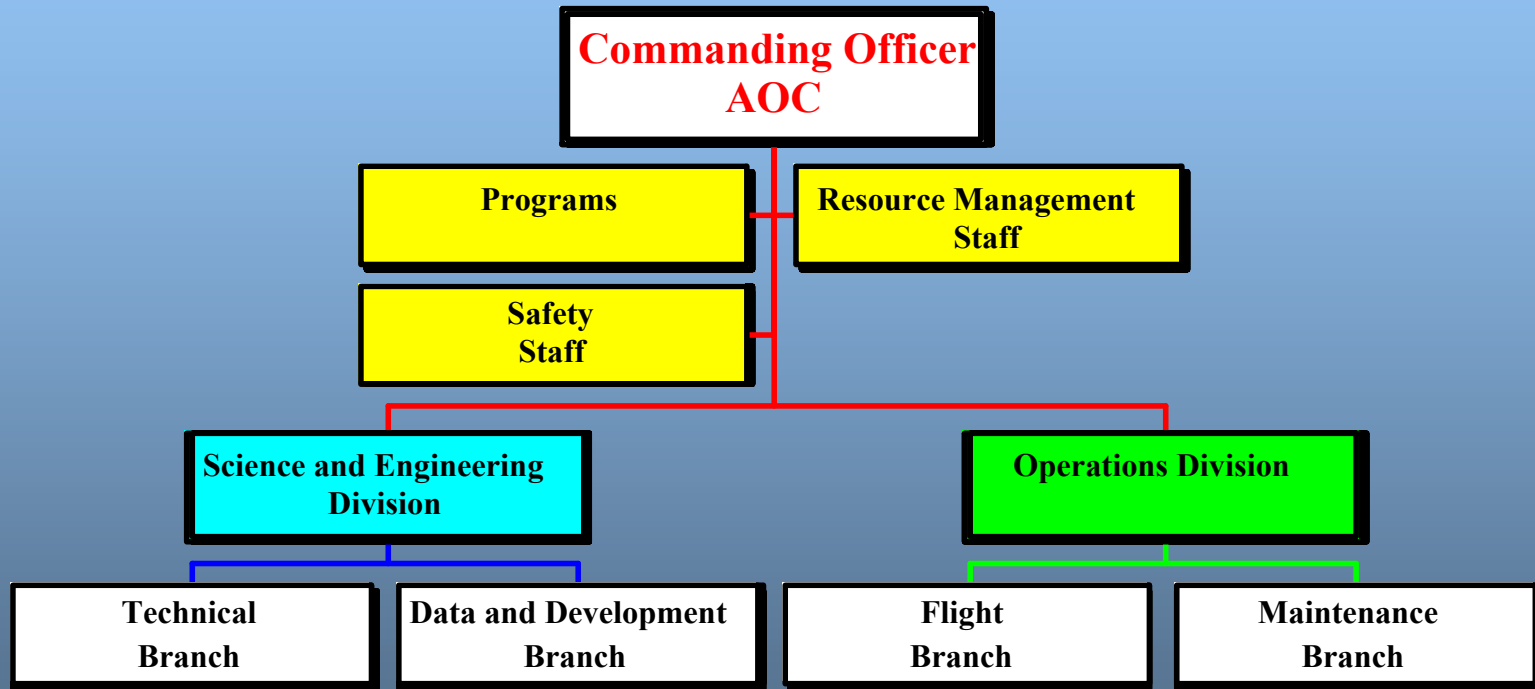 Commanding Officer
AOC
Programs
Resource Management
Staff
Safety
Staff
Science and Engineering
Division
Operations Division
Technical
Branch
Data and Development
Branch
Flight
Branch
Maintenance
Branch